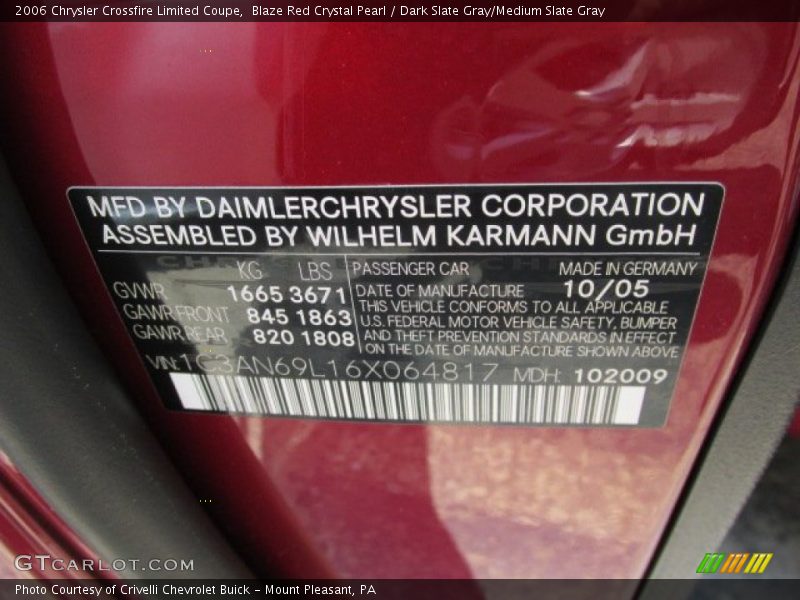 2006 Chrysler Crossfire Limited Coupe,  Blaze Red Crystal Pearl / Dark Slate Gray/Medium Slate Gray
MFD BY DAIMLERCHRYSLER CORPORATION
ASSEMBLED BY WILHELM KARMANN GmbH
KG LBS
GVWR 1665 3671
GAWR.FRONT 845 1863
GAWR.REAR 820 1808
PASSENGER CAR MADE IN GERMANY
DATE OF MANUFACTURE 10/05
THIS VEHICLE CONFORMS TO ALL APPLICABLE
U.S. FEDERAL MOTOR VEHICLE SAFETY, BUMPER
AND THEFT PREVENTION STANDARDS IN EFFECT
ON THE DATE OF MANUFACTURE SHOWN ABOVE
VIN: 1C3AN69L16X064817 MDH: 102009
GTCARLOT.COM
Photo Courtesy of Crivelli Chevrolet Buick - Mount Pleasant, PA